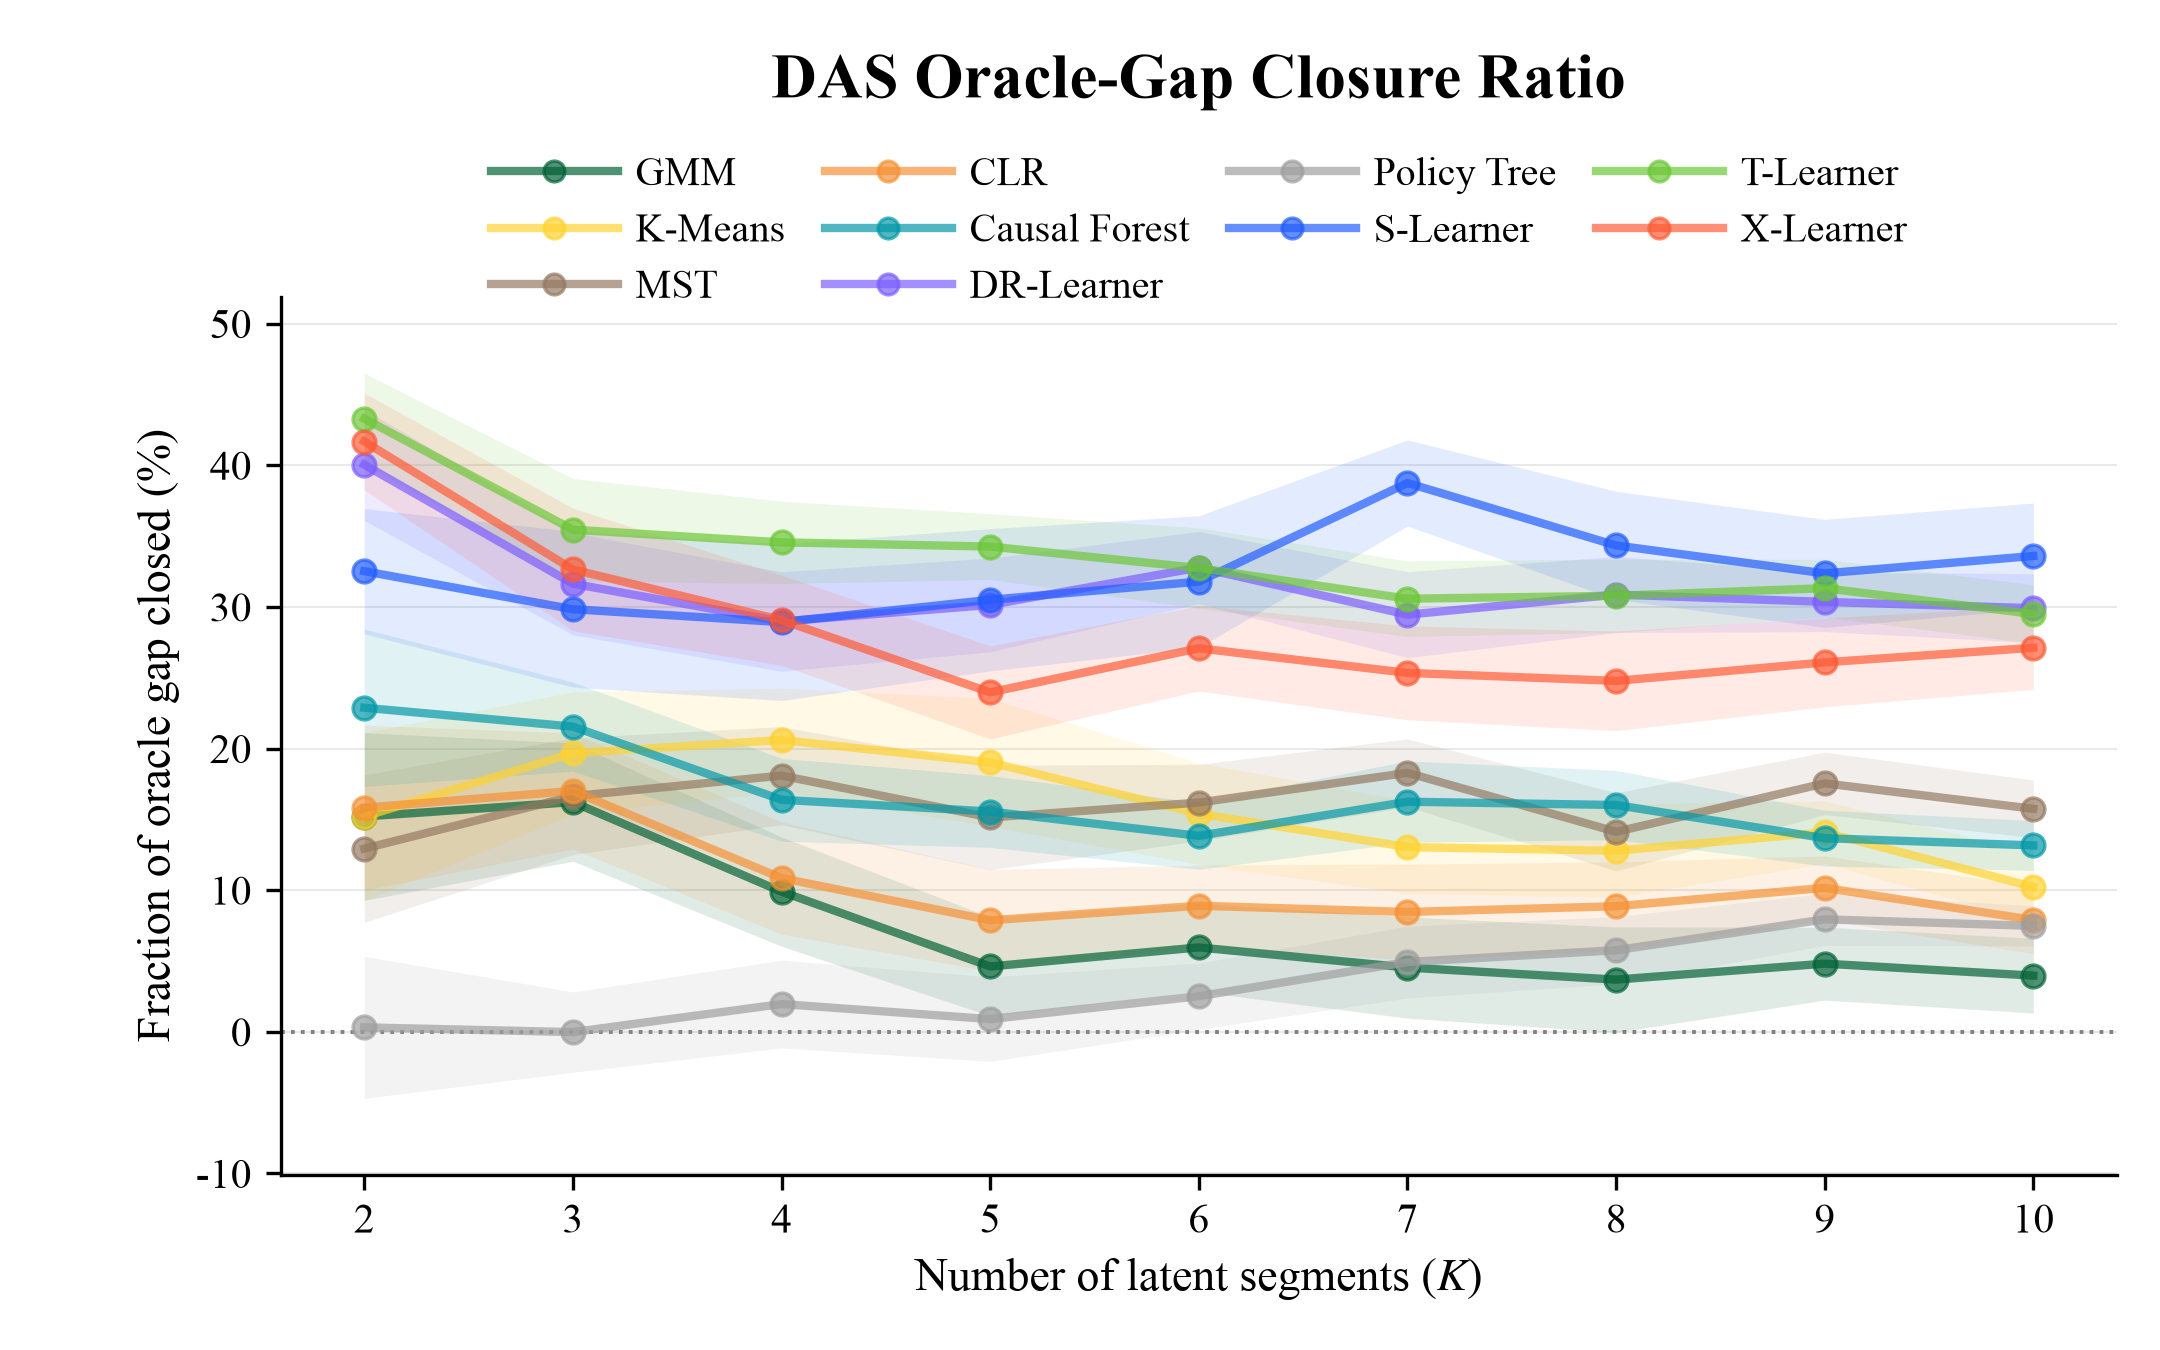 DAS Oracle-Gap Closure Ratio
GMM CLR Policy Tree T-Learner
K-Means Causal Forest S-Learner X-Learner
MST DR-Learner
50
40
30
20
10
0
-10
Fraction of oracle gap closed (%)
2 3 4 5 6 7 8 9 10
Number of latent segments (K)